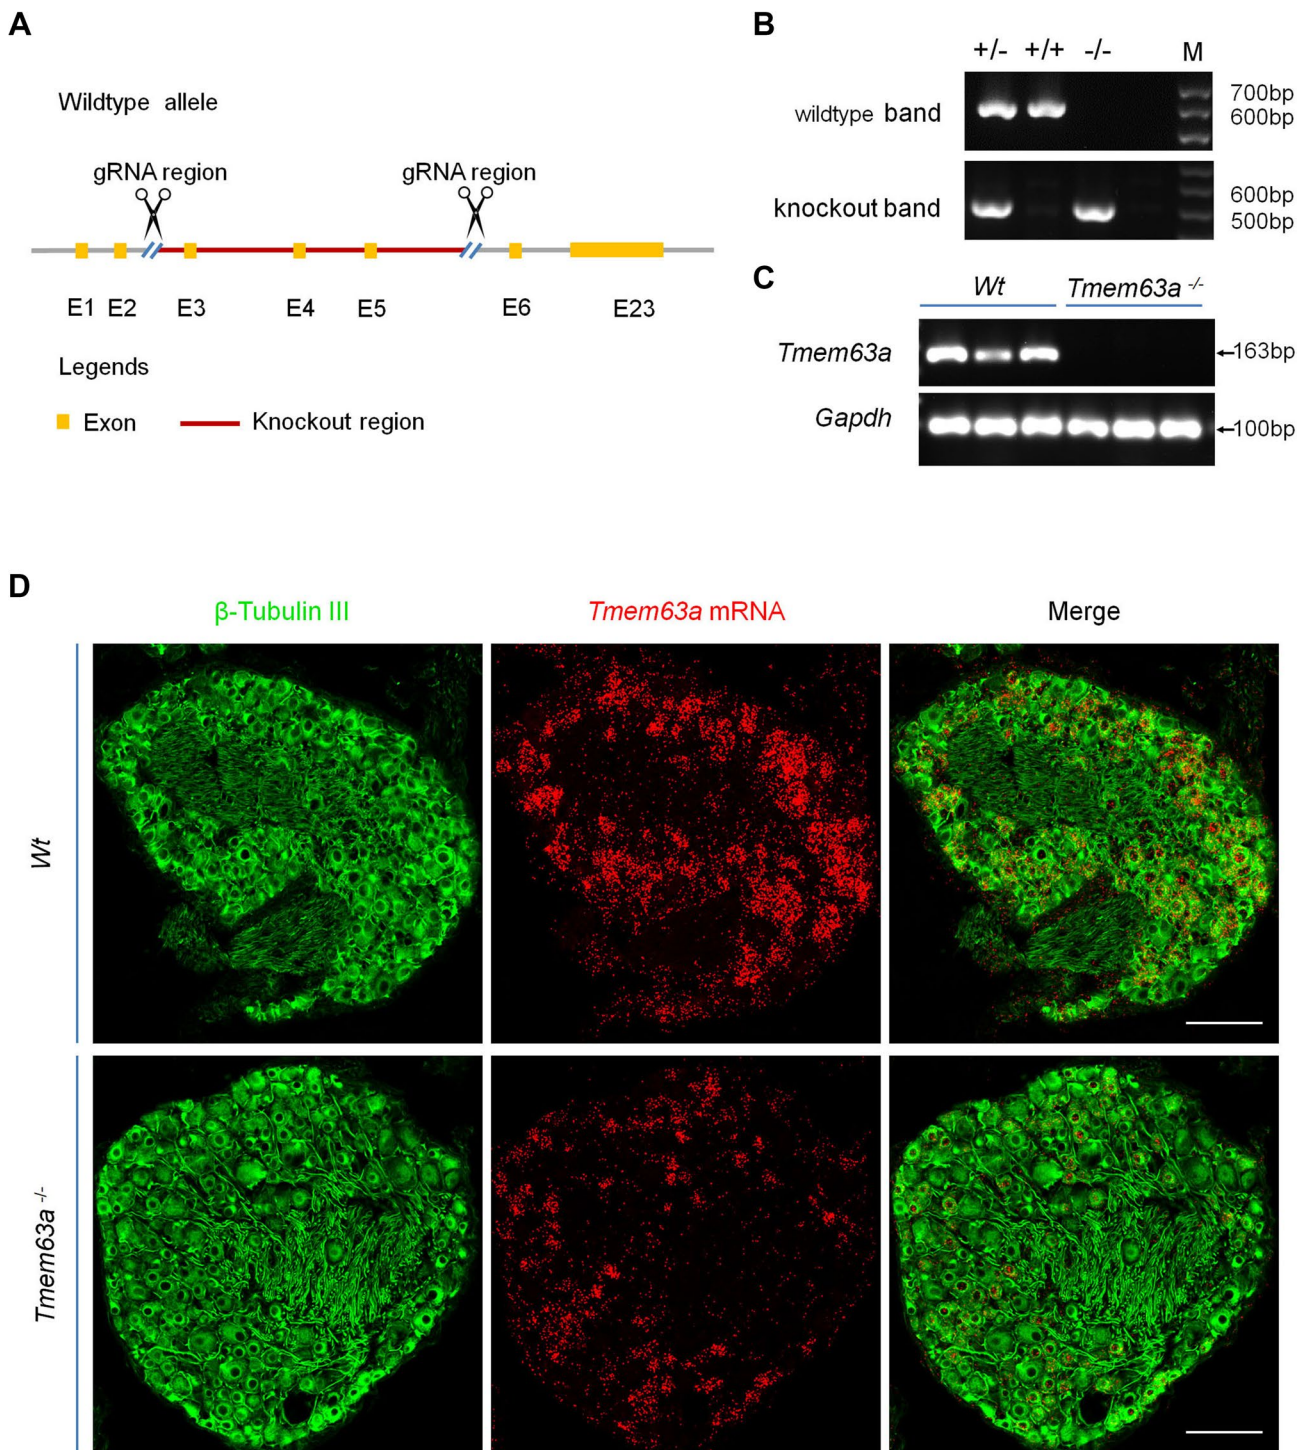 A
Wildtype allele
gRNA region gRNA region
E1 E2 E3 E4 E5 E6 E23
Legends
Exon Knockout region
B
+/- +/+ -/- M
wildtype band
700bp
600bp
knockout band
600bp
500bp
C
Wt Tmem63a -/-
Tmem63a
163bp
Gapdh
100bp
D
β-Tubulin III Tmem63a mRNA Merge
Wt
Tmem63a -/-